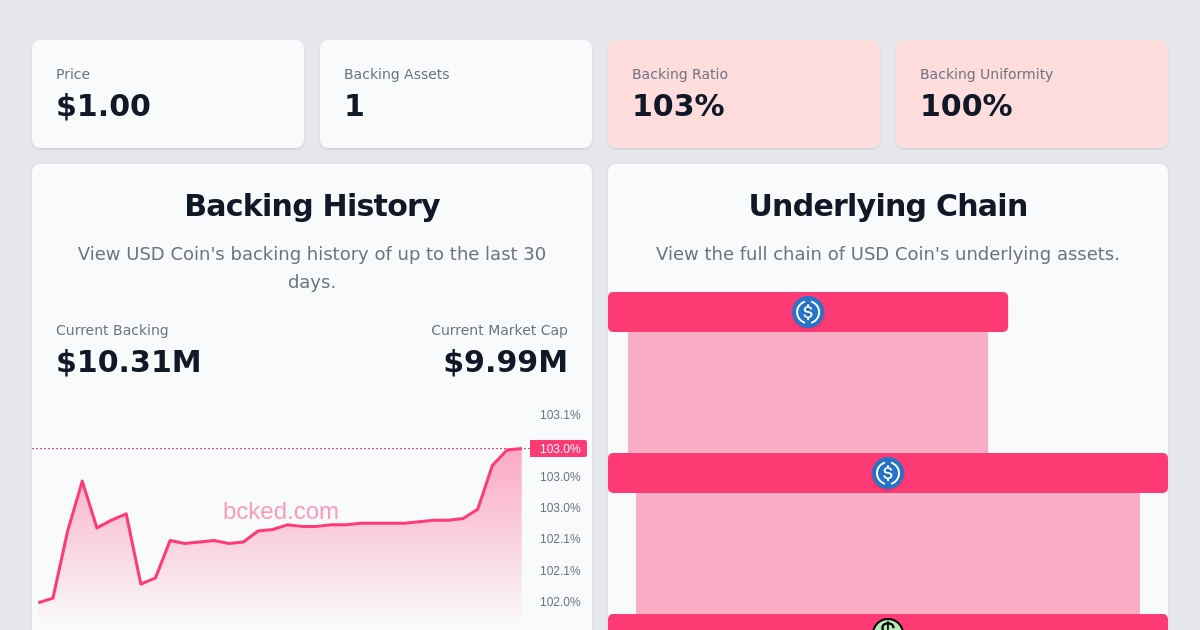 Price
$1.00
Backing Assets
1
Backing Ratio
103%
Backing Uniformity
100%
Backing History
View USD Coin's backing history of up to the last 30
days.
Current Backing
$10.31M
Current Market Cap
$9.99M
103.1%
103.0%
103.0%
103.0%
102.1%
102.1%
102.0%
bcked.com
Underlying Chain
View the full chain of USD Coin's underlying assets.
$
$
$